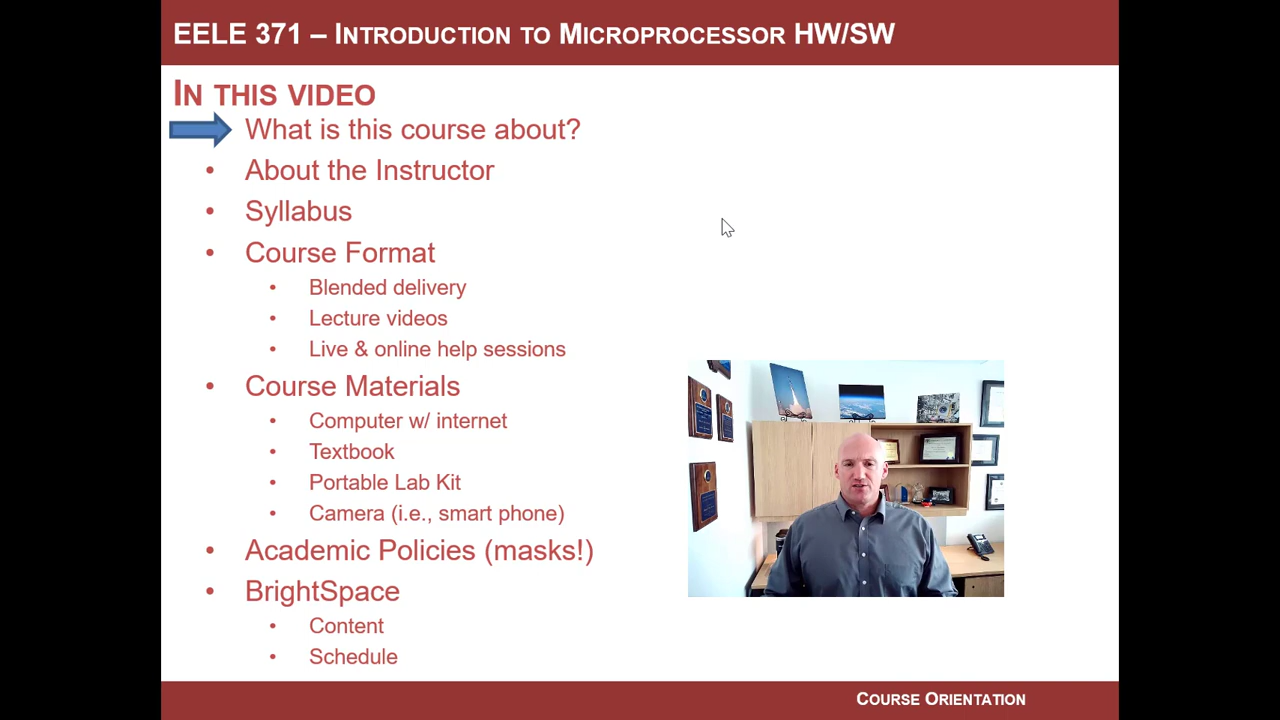 EELE 371 – INTRODUCTION TO MICROPROCESSOR HW/SW
IN THIS VIDEO
What is this course about?
• About the Instructor
• Syllabus
• Course Format
• Blended delivery
• Lecture videos
• Live & online help sessions
• Course Materials
• Computer w/ internet
• Textbook
• Portable Lab Kit
• Camera (i.e., smart phone)
• Academic Policies (masks!)
• BrightSpace
• Content
• Schedule
COURSE ORIENTATION